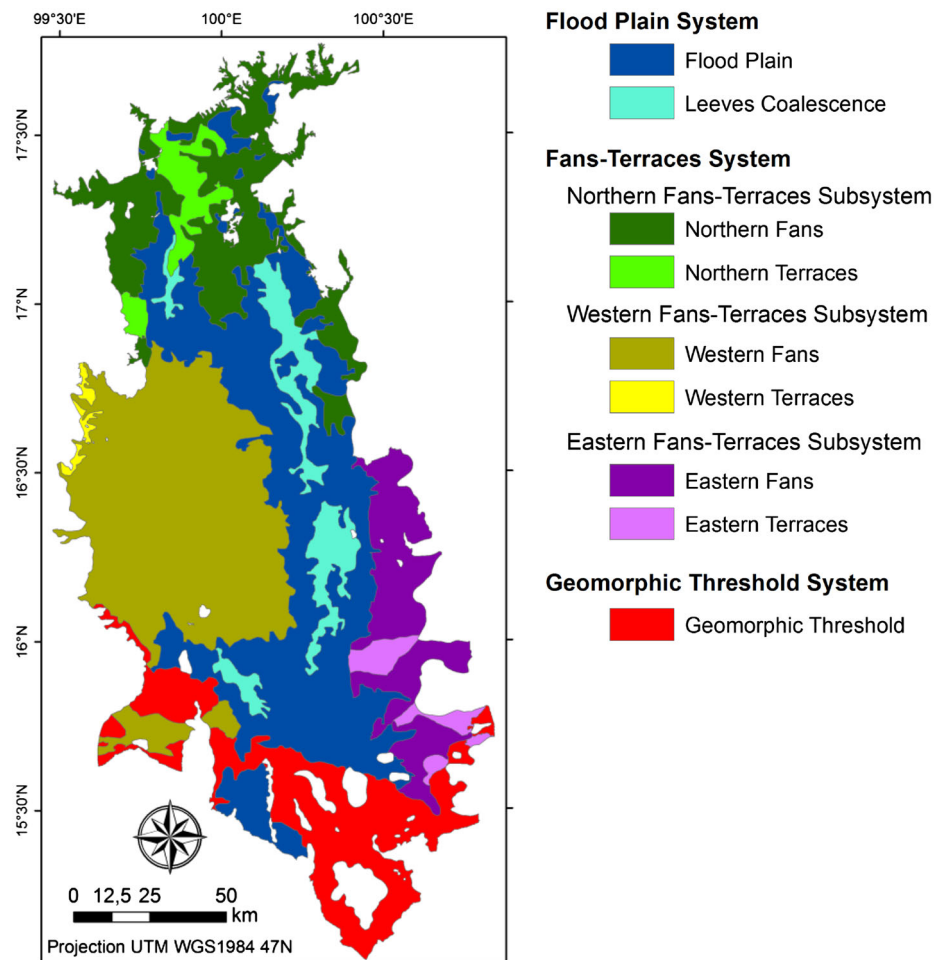 99°30'E 100°E 100°30'E
17°30'N
17°N
16°30'N
16°N
15°30'N
0 12,5 25 50
km
Projection UTM WGS1984 47N
Flood Plain System
Flood Plain
Leeves Coalescence
Fans-Terraces System
Northern Fans-Terraces Subsystem
Northern Fans
Northern Terraces
Western Fans-Terraces Subsystem
Western Fans
Western Terraces
Eastern Fans-Terraces Subsystem
Eastern Fans
Eastern Terraces
Geomorphic Threshold System
Geomorphic Threshold